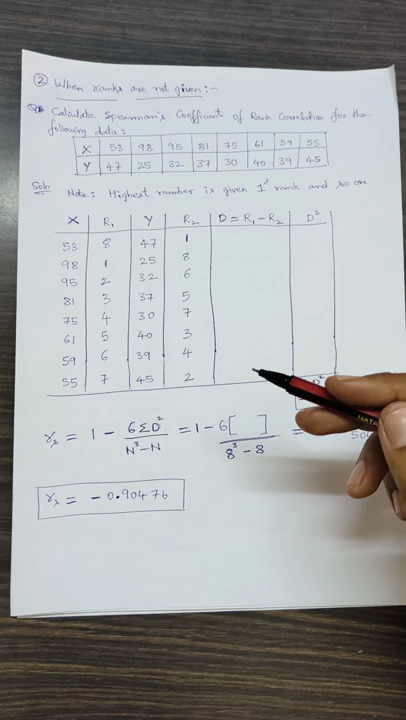 ② When ranks are not given :-
Q Calculate Spearman's Coefficient of Rank Correlation for the
following data:
X 53 98 95 81 75 61 59 55
Y 47 25 32 37 30 40 39 45
Soln Note: Highest number is given 1st rank and so on
X R₁ Y R₂ D = R₁ - R₂ D²
53 8 47 1
98 1 25 8
95 2 32 6
81 3 37 5
75 4 30 7
61 5 40 3
59 6 39 4
55 7 45 2 D²
= 1 - 6ΣD² / N³-N = 1 - 6[ ] / 8³ - 8 =
= - 0.90476